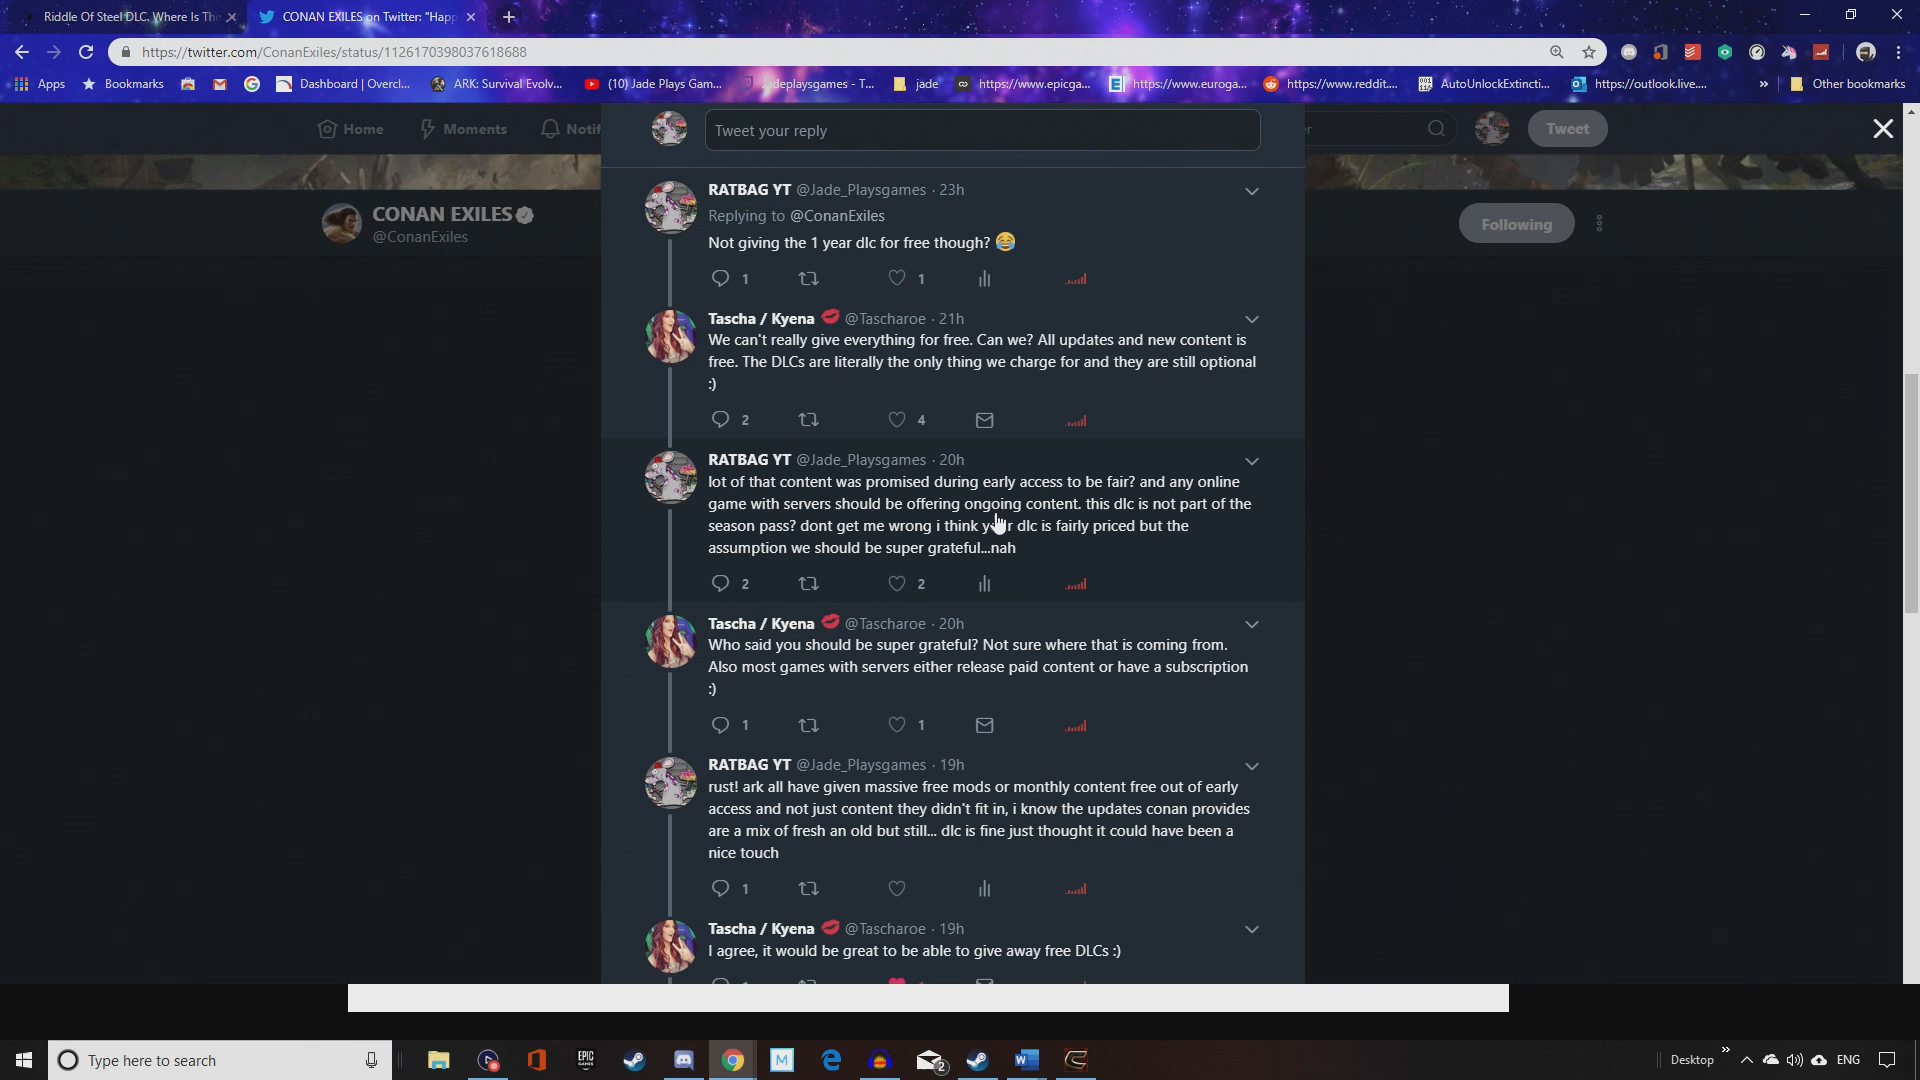 Riddle Of Steel DLC. Where Is The
CONAN EXILES on Twitter: "Happ
https://twitter.com/ConanExiles/status/1126170398037618688
Apps
Bookmarks
Dashboard | Overcl...
ARK: Survival Evolv...
(10) Jade Plays Gam...
jadeplaysgames - T...
jade
https://www.epicga...
https://www.euroga...
https://www.reddit....
AutoUnlockExtincti...
https://outlook.live....
»
Other bookmarks
Home
Moments
Notif
Tweet your reply
er
Tweet
CONAN EXILES
@ConanExiles
Following
RATBAG YT @Jade_Playsgames · 23h
Replying to @ConanExiles
Not giving the 1 year dlc for free though? 😂
1
1
Tascha / Kyena 💋 @Tascharoe · 21h
We can't really give everything for free. Can we? All updates and new content is
free. The DLCs are literally the only thing we charge for and they are still optional
:)
2
4
RATBAG YT @Jade_Playsgames · 20h
lot of that content was promised during early access to be fair? and any online
game with servers should be offering ongoing content. this dlc is not part of the
season pass? dont get me wrong i think your dlc is fairly priced but the
assumption we should be super grateful...nah
2
2
Tascha / Kyena 💋 @Tascharoe · 20h
Who said you should be super grateful? Not sure where that is coming from.
Also most games with servers either release paid content or have a subscription
:)
1
1
RATBAG YT @Jade_Playsgames · 19h
rust! ark all have given massive free mods or monthly content free out of early
access and not just content they didn't fit in, i know the updates conan provides
are a mix of fresh an old but still... dlc is fine just thought it could have been a
nice touch
1
Tascha / Kyena 💋 @Tascharoe · 19h
I agree, it would be great to be able to give away free DLCs :)
Type here to search
EPIC
GAMES
M
2
W
Desktop
»
ENG